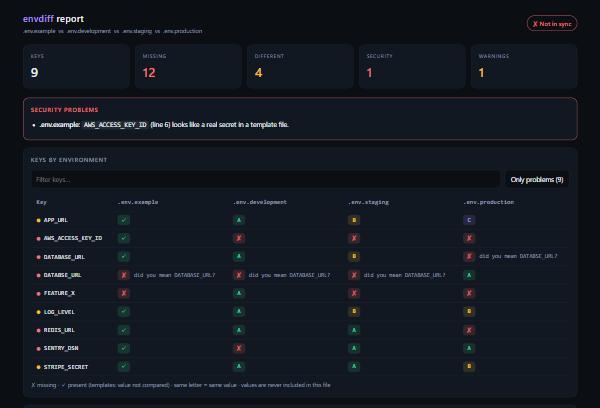 envdiff report
.env.example vs .env.development vs .env.staging vs .env.production
✗ Not in sync
KEYS MISSING DIFFERENT SECURITY WARNINGS
9 12 4 1 1
SECURITY PROBLEMS
• .env.example: AWS_ACCESS_KEY_ID (line 6) looks like a real secret in a template file.
KEYS BY ENVIRONMENT
Filter keys... Only problems (9)
Key .env.example .env.development .env.staging .env.production
APP_URL ✓ A B C
AWS_ACCESS_KEY_ID ✓ ✗ ✗ ✗
DATABASE_URL ✓ A B ✗ did you mean DATABSE_URL?
DATABSE_URL ✗ did you mean DATABASE_URL? ✗ did you mean DATABASE_URL? ✗ did you mean DATABASE_URL? A
FEATURE_X ✗ A ✗ ✗
LOG_LEVEL ✓ A B B
REDIS_URL ✓ A A ✗
SENTRY_DSN ✓ ✗ A A
STRIPE_SECRET ✓ A A B
✗ missing · ✓ present (templates: value not compared) · same letter = same value · values are never included in this file